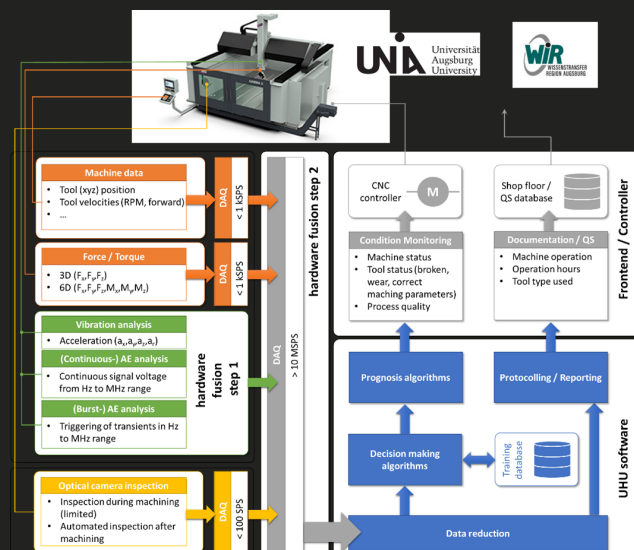 UNIA
Universität
Augsburg
University
WiR
WISSENSTRANSFER
REGION AUGSBURG
Machine data
• Tool (xyz) position
• Tool velocities (RPM, forward)
• ...
DAQ
< 1 kSPS
Force / Torque
• 3D (Fx,Fy,Fz)
• 6D (Fx,Fy,Fz,Mx,My,Mz)
DAQ
< 1 kSPS
Vibration analysis
• Acceleration (ax,ay,az,ar)
(Continuous-) AE analysis
• Continuous signal voltage
from Hz to MHz range
(Burst-) AE analysis
• Triggering of transients in Hz
to MHz range
hardware
fusion
step 1
Optical camera inspection
• Inspection during machining
(limited)
• Automated inspection after
machining
DAQ
< 100 SPS
DAQ
> 10 MSPS
hardware fusion step 2
CNC
controller
M
Shop floor /
QS database
Condition Monitoring
• Machine status
• Tool status (broken,
wear, correct
maching parameters)
• Process quality
Documentation / QS
• Machine operation
• Operation hours
• Tool type used
Frontend / Controller
Prognosis algorithms
Protocolling / Reporting
Decision making
algorithms
Training
database
Data reduction
UHU software